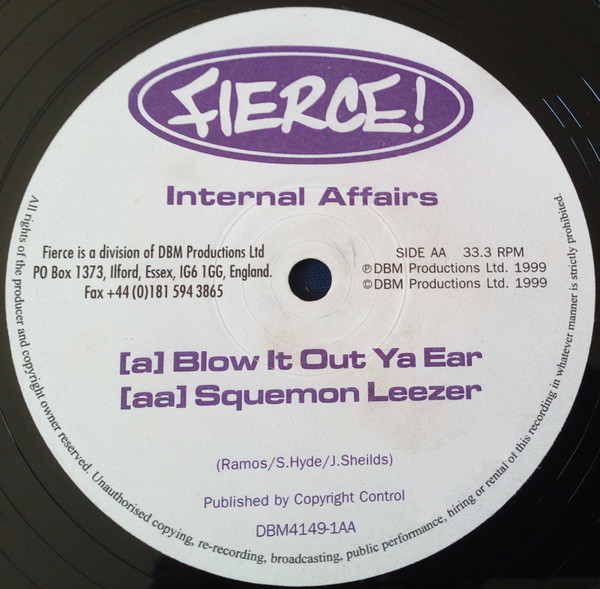 FIERCE!
Internal Affairs
Fierce is a division of DBM Productions Ltd
PO Box 1373, Ilford, Essex, IG6 1GG, England.
Fax +44 (0)181 594 3865
SIDE AA 33.3 RPM
℗DBM Productions Ltd. 1999
©DBM Productions Ltd. 1999
[a] Blow It Out Ya Ear
[aa] Squemon Leezer
(Ramos/S.Hyde/J.Sheilds)
Published by Copyright Control
DBM4149-1AA
All rights of the producer and copyright owner reserved. Unauthorised copying, re-recording, broadcasting, public performance, hiring or rental of this recording in whatever manner is strictly prohibited.